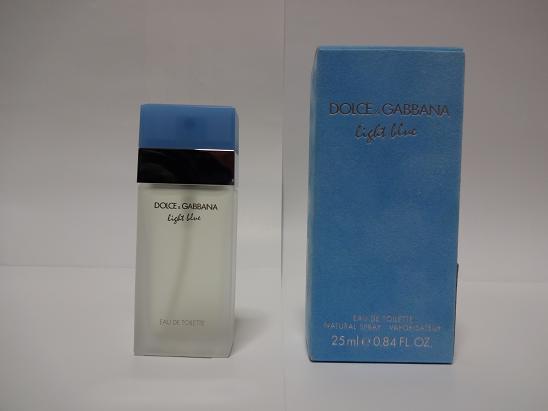 DOLCE & GABBANA
light blue
EAU DE TOILETTE
DOLCE & GABBANA
light blue
EAU DE TOILETTE
NATURAL SPRAY · VAPORISATEUR
25 ml ℮ 0.84 FL. OZ.